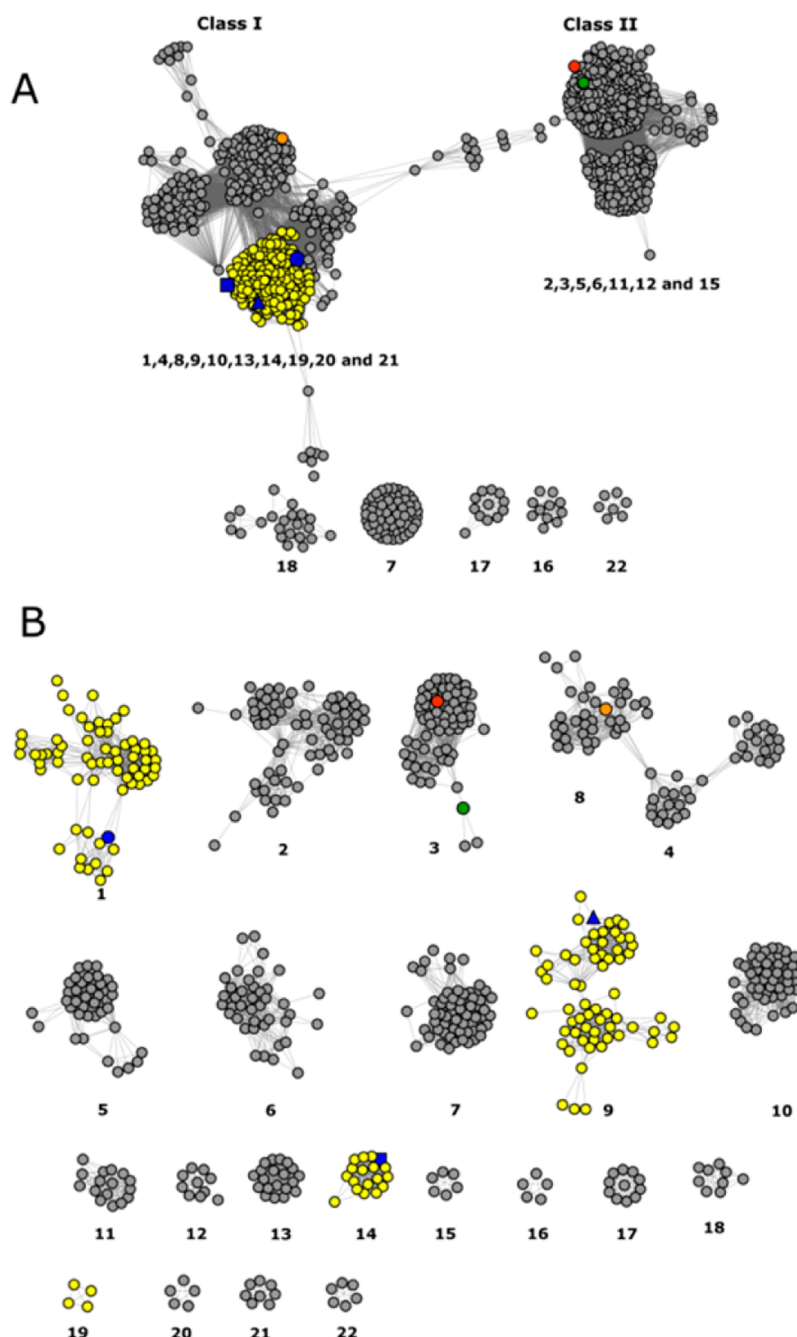 Class I Class II
A
2,3,5,6,11,12 and 15
1,4,8,9,10,13,14,19,20 and 21
18 7 17 16 22
B
1 2 3 8 4
5 6 7 9 10
11 12 13 14 15 16 17 18
19 20 21 22